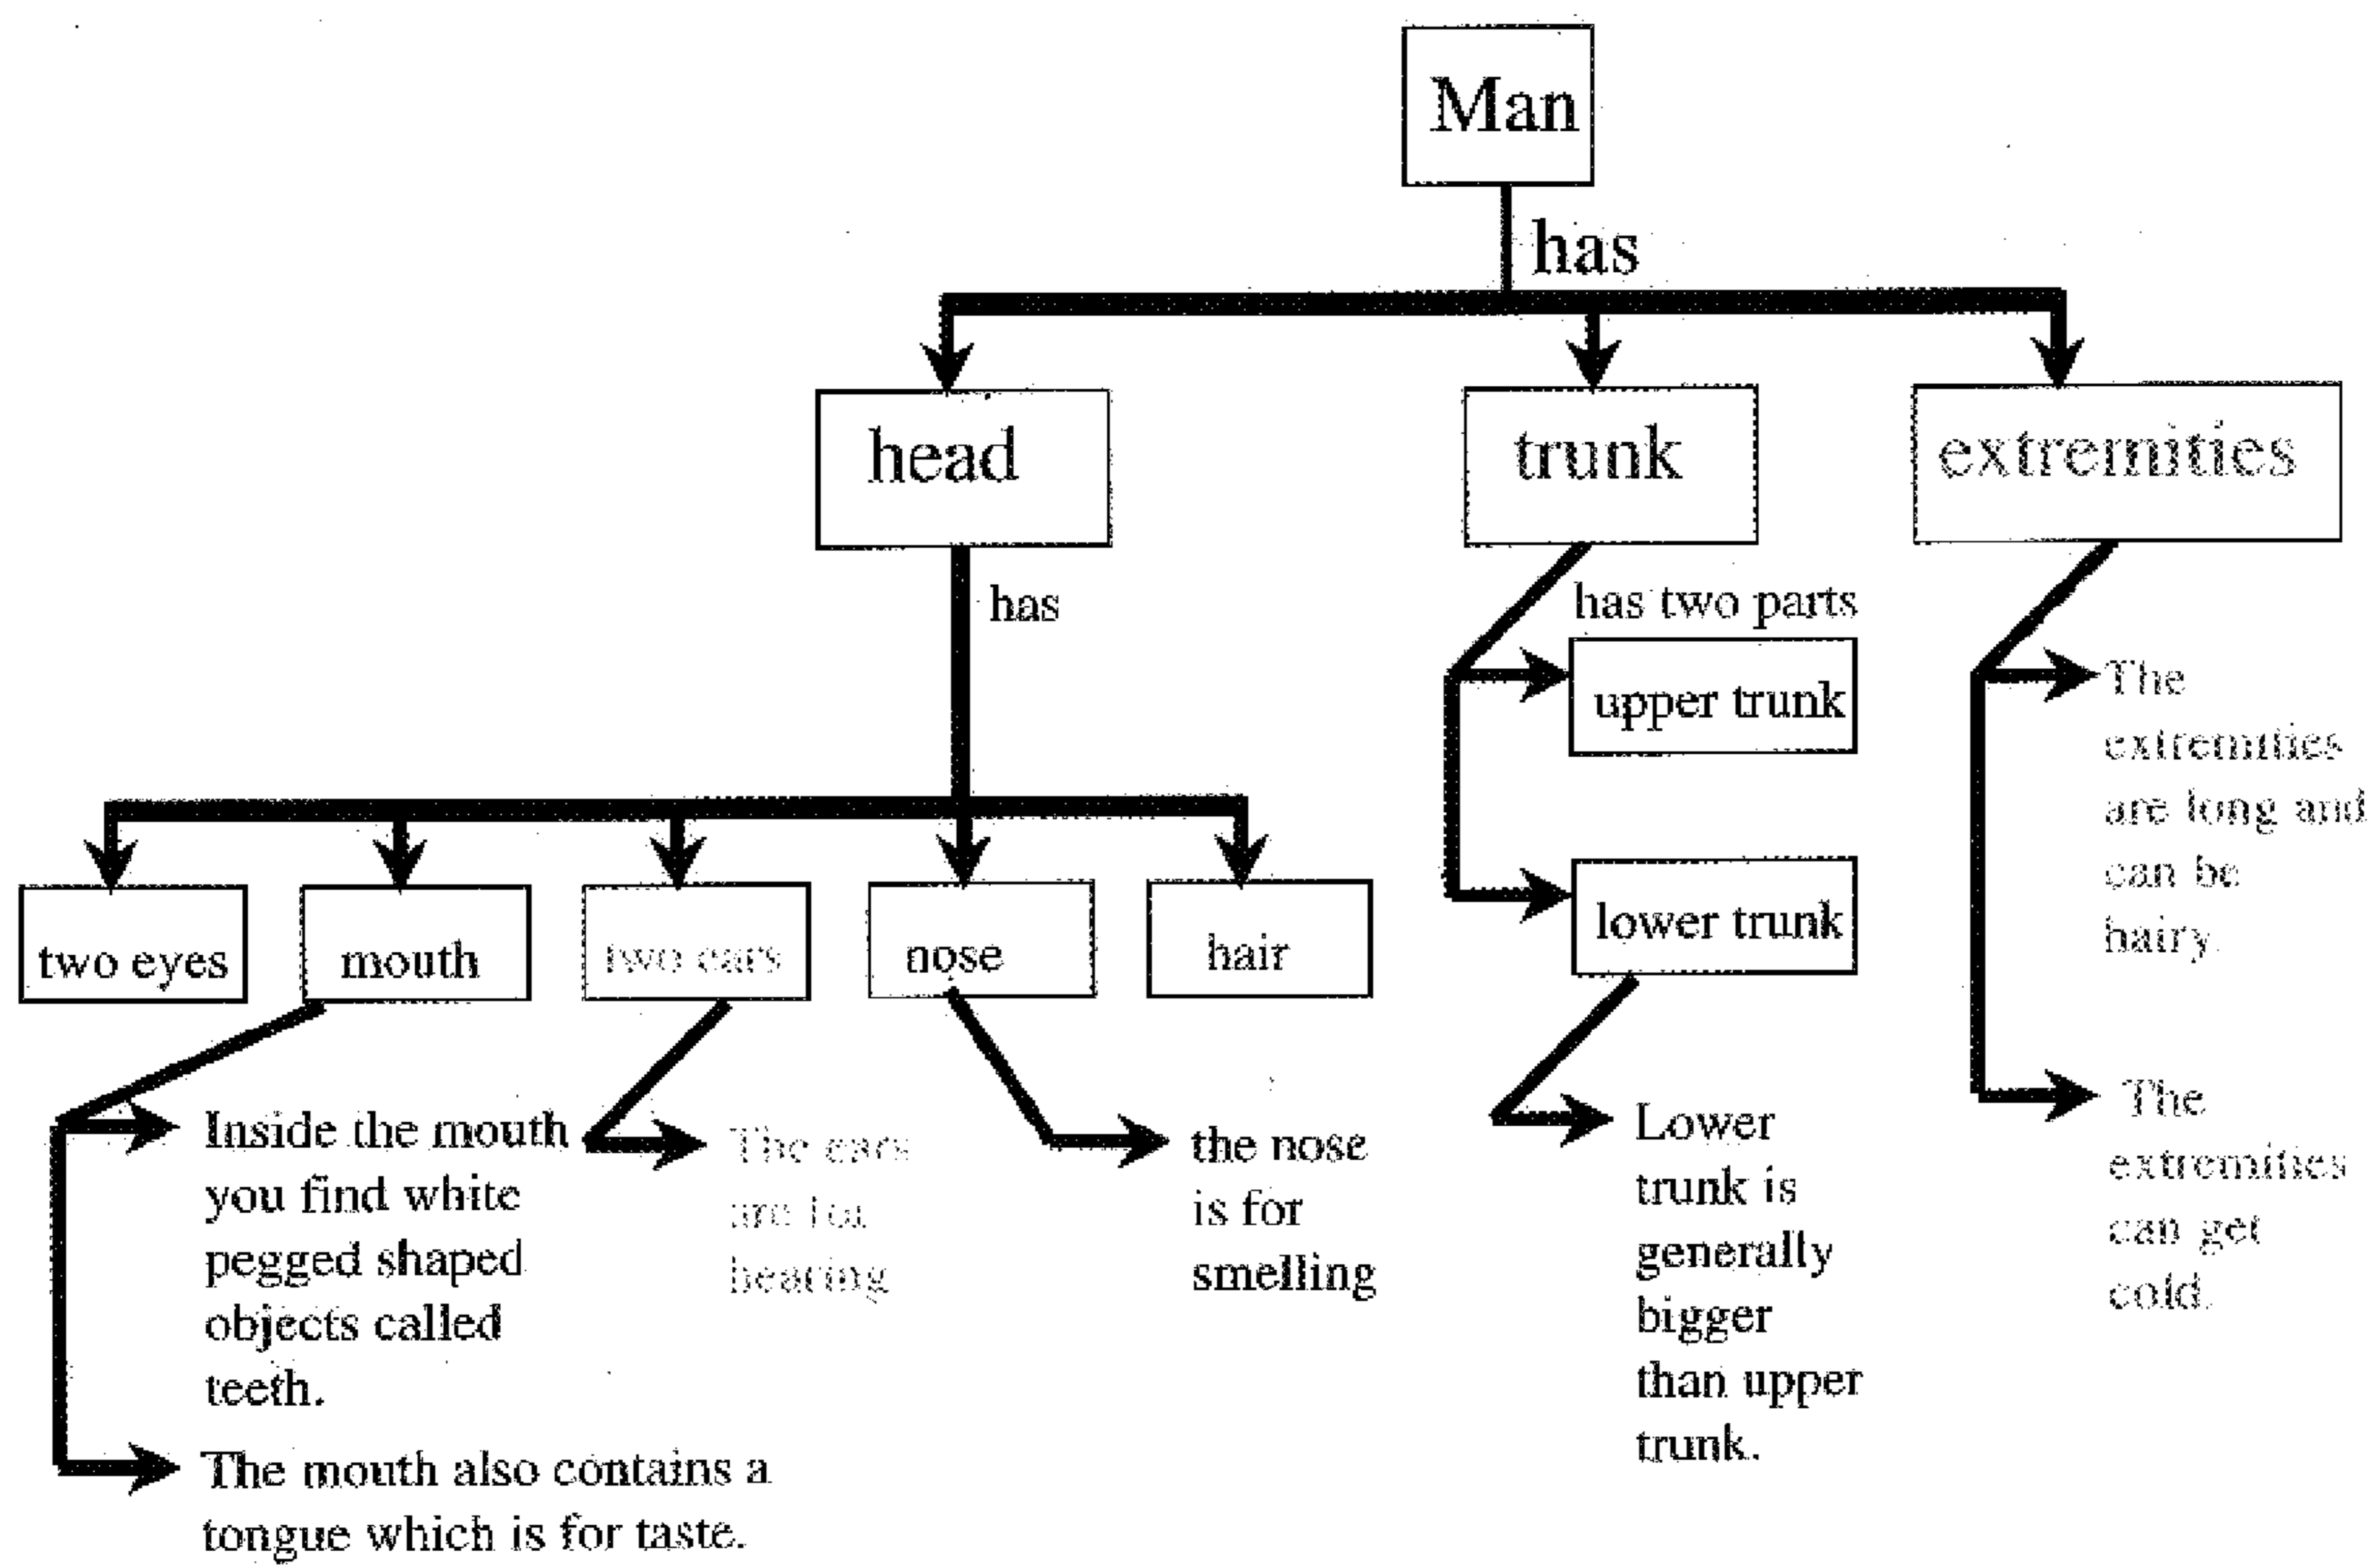 Man
has
head
trunk
extremities
has
has two parts
upper trunk
lower trunk
two eyes
mouth
two ears
nose
hair
Inside the mouth
you find white
pegged shaped
objects called
teeth.
The mouth also contains a
tongue which is for taste.
The ears
are for
hearing
the nose
is for
smelling
Lower
trunk is
generally
bigger
than upper
trunk.
The
extremities
are long and
can be
hairy.
The
extremities
can get
cold.